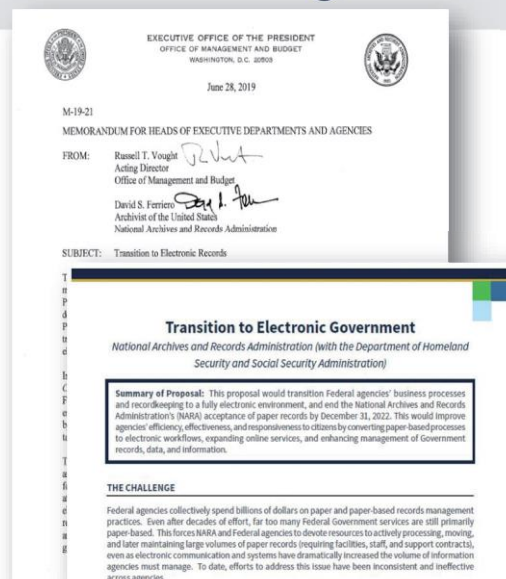 EXECUTIVE OFFICE OF THE PRESIDENT
OFFICE OF MANAGEMENT AND BUDGET
WASHINGTON, D.C. 20503
June 28, 2019
M-19-21
MEMORANDUM FOR HEADS OF EXECUTIVE DEPARTMENTS AND AGENCIES
FROM: Russell T. Vought
Acting Director
Office of Management and Budget
David S. Ferriero
Archivist of the United States
National Archives and Records Administration
SUBJECT: Transition to Electronic Records
Transition to Electronic Government
National Archives and Records Administration (with the Department of Homeland
Security and Social Security Administration)
Summary of Proposal: This proposal would transition Federal agencies' business processes
and recordkeeping to a fully electronic environment, and end the National Archives and Records
Administration's (NARA) acceptance of paper records by December 31, 2022. This would improve
agencies' efficiency, effectiveness, and responsiveness to citizens by converting paper-based processes
to electronic workflows, expanding online services, and enhancing management of Government
records, data, and information.
THE CHALLENGE
Federal agencies collectively spend billions of dollars on paper and paper-based records management
practices. Even after decades of effort, far too many Federal Government services are still primarily
paper-based. This forces NARA and Federal agencies to devote resources to actively processing, moving,
and later maintaining large volumes of paper records (requiring facilities, staff, and support contracts),
even as electronic communication and systems have dramatically increased the volume of information
agencies must manage. To date, efforts to address this issue have been inconsistent and ineffective
across agencies.